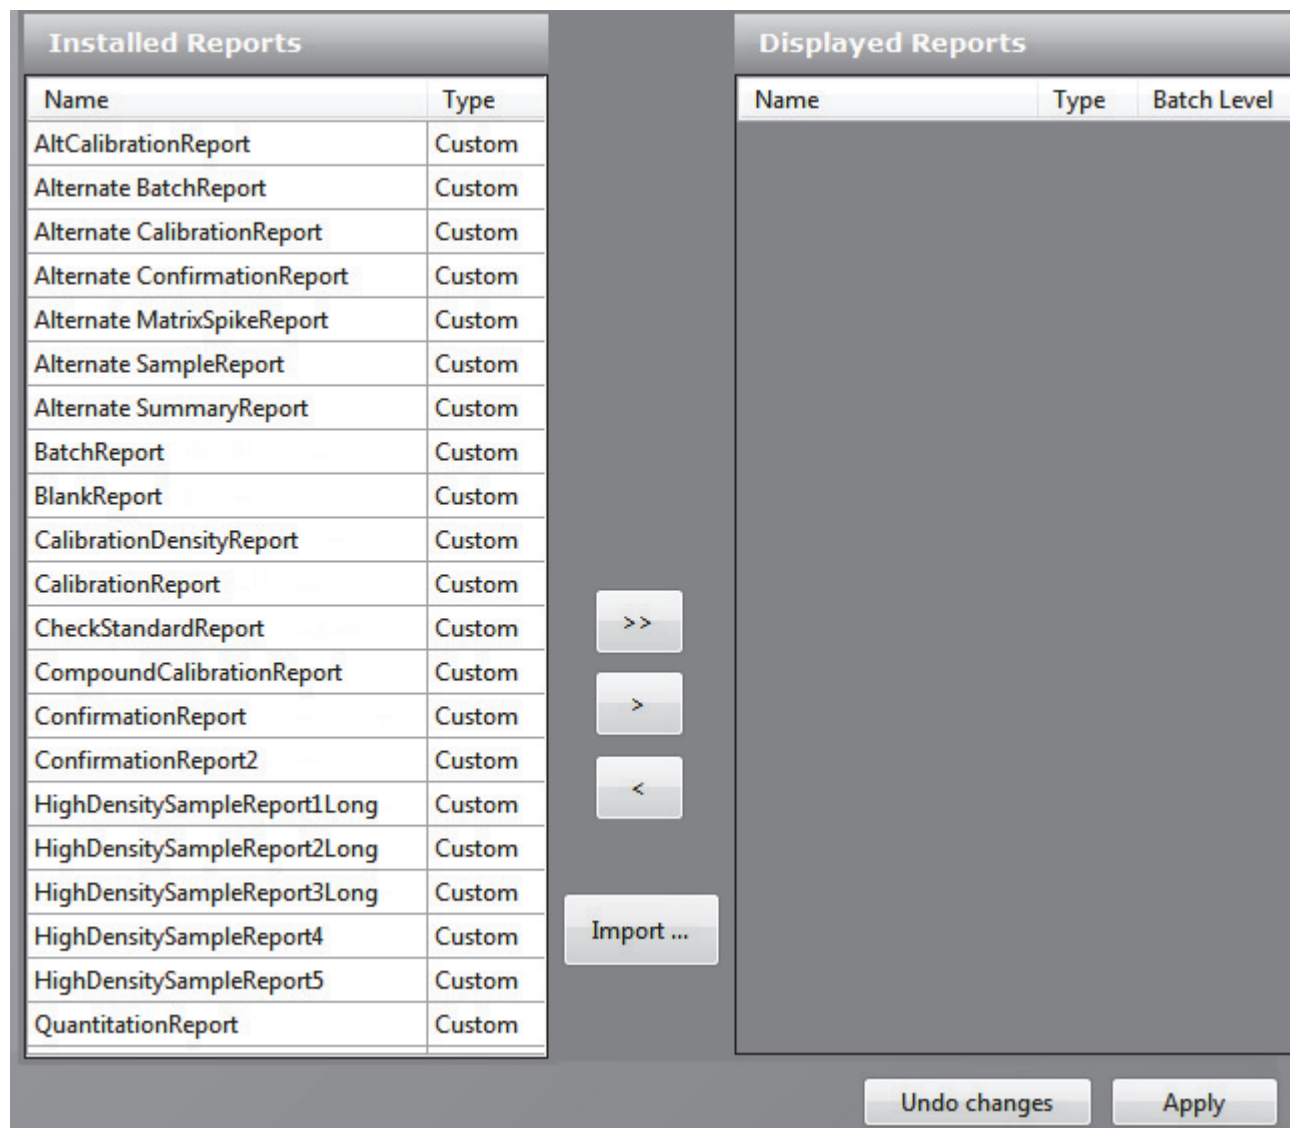 Installed Reports
Name Type
AltCalibrationReport Custom
Alternate BatchReport Custom
Alternate CalibrationReport Custom
Alternate ConfirmationReport Custom
Alternate MatrixSpikeReport Custom
Alternate SampleReport Custom
Alternate SummaryReport Custom
BatchReport Custom
BlankReport Custom
CalibrationDensityReport Custom
CalibrationReport Custom
CheckStandardReport Custom
CompoundCalibrationReport Custom
ConfirmationReport Custom
ConfirmationReport2 Custom
HighDensitySampleReport1Long Custom
HighDensitySampleReport2Long Custom
HighDensitySampleReport3Long Custom
HighDensitySampleReport4 Custom
HighDensitySampleReport5 Custom
QuantitationReport Custom
>>
>
<
Import ...
Displayed Reports
Name Type Batch Level
Undo changes
Apply